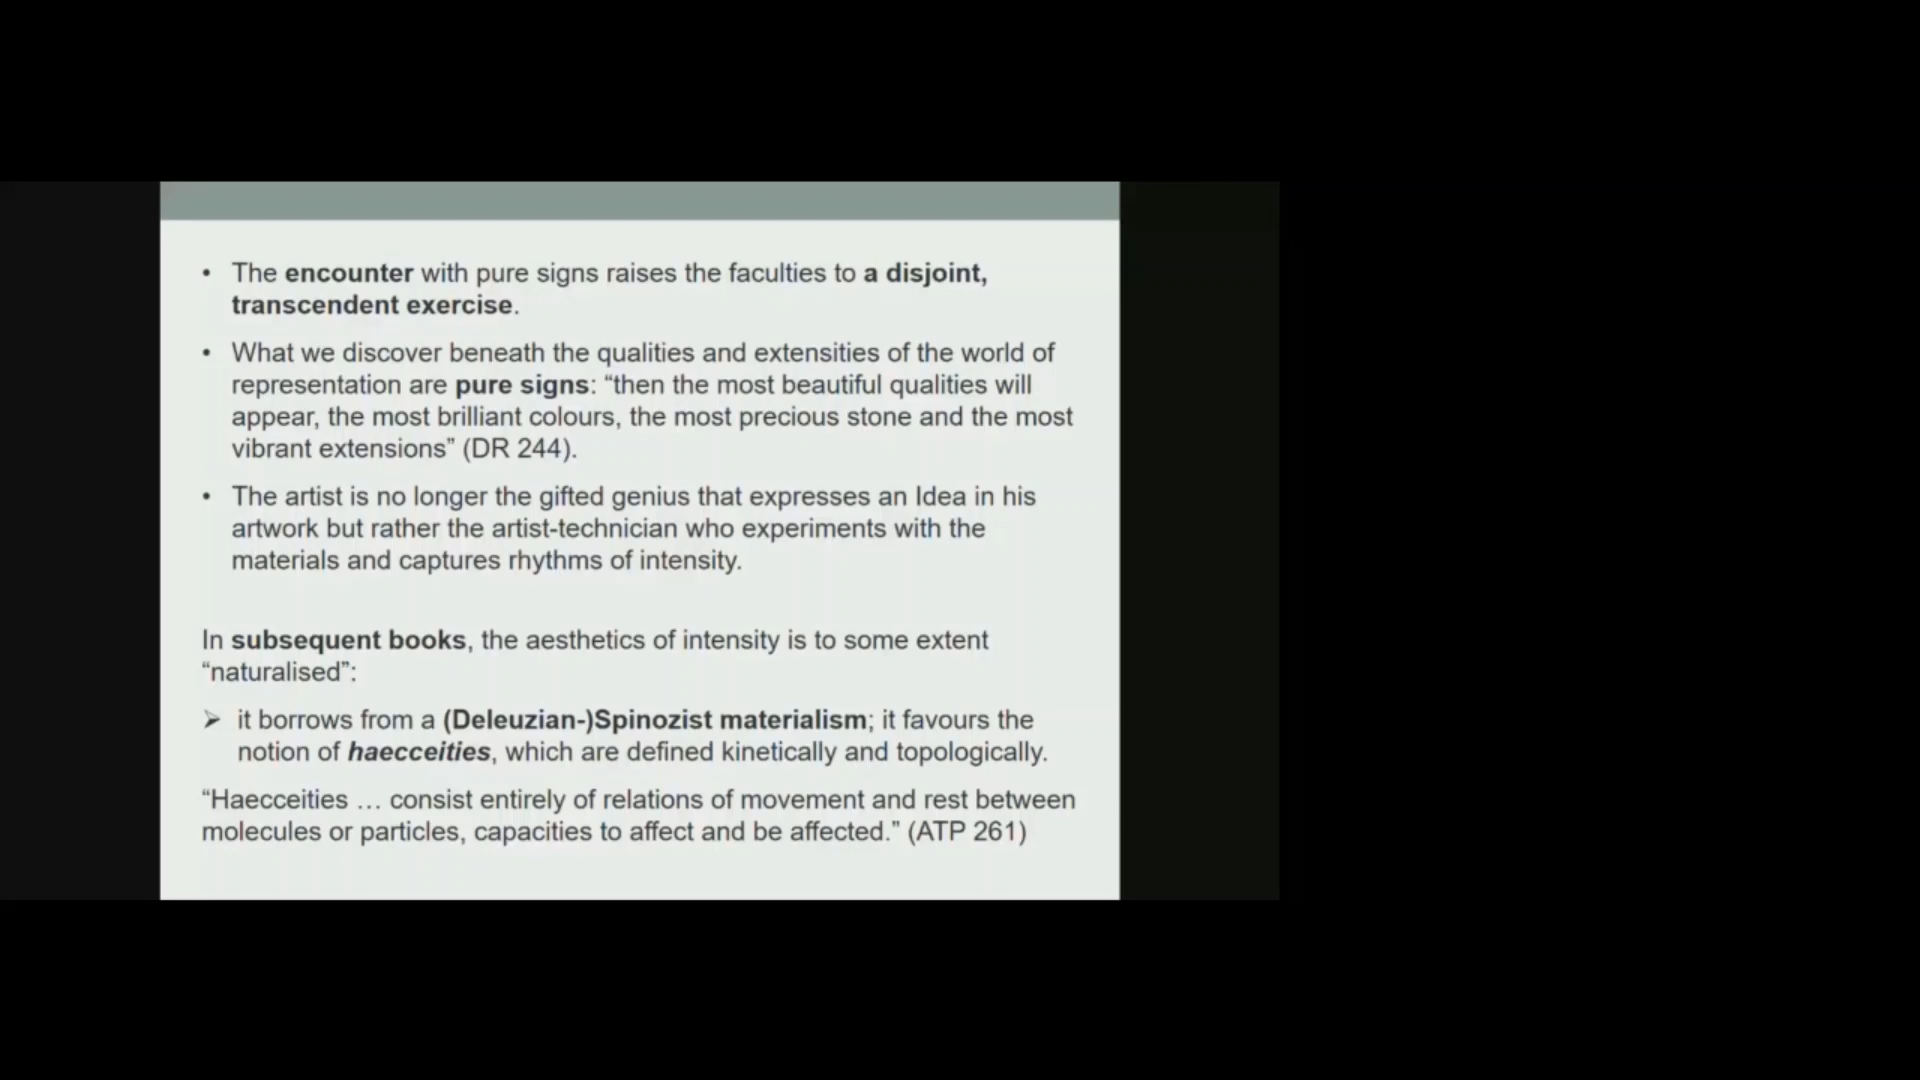 • The encounter with pure signs raises the faculties to a disjoint,
transcendent exercise.
• What we discover beneath the qualities and extensities of the world of
representation are pure signs: “then the most beautiful qualities will
appear, the most brilliant colours, the most precious stone and the most
vibrant extensions” (DR 244).
• The artist is no longer the gifted genius that expresses an Idea in his
artwork but rather the artist-technician who experiments with the
materials and captures rhythms of intensity.
In subsequent books, the aesthetics of intensity is to some extent
“naturalised”:
➢ it borrows from a (Deleuzian-)Spinozist materialism; it favours the
notion of haecceities, which are defined kinetically and topologically.
“Haecceities … consist entirely of relations of movement and rest between
molecules or particles, capacities to affect and be affected.” (ATP 261)